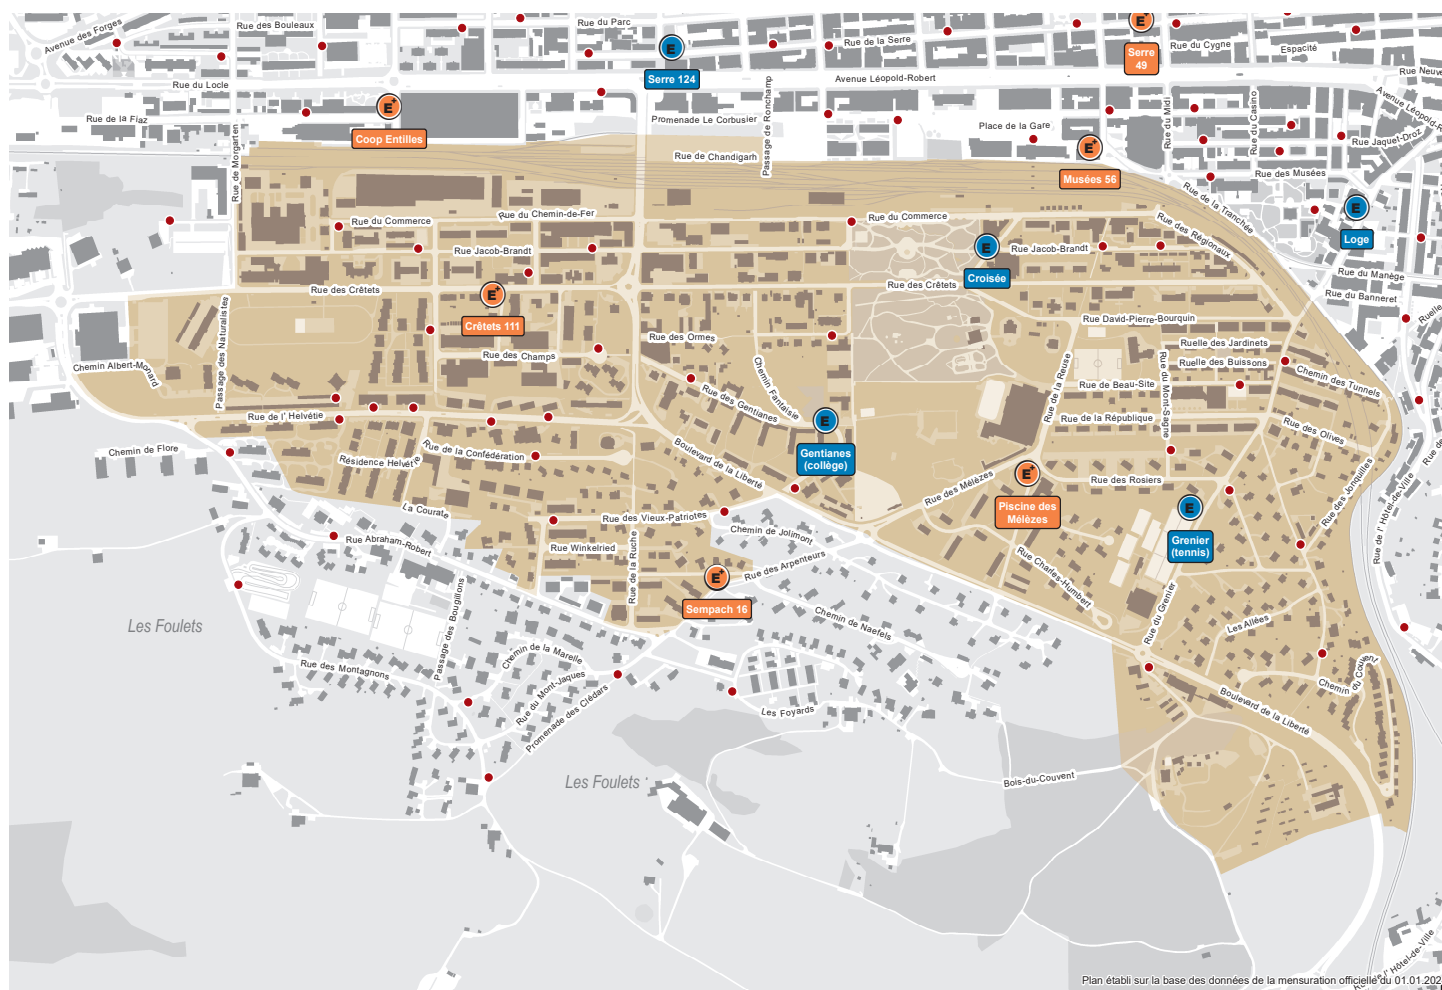 Avenue des Forges
Rue des Bouleaux
Rue du Parc
Rue de la Serre
Serre
49
Rue du Cygne
Espacité
E
Serre 124
Rue du Locle
Avenue Léopold-Robert
Rue Neuve
E+
Coop Entilles
Rue de la Fiaz
Rue de Morgarten
Promenade Le Corbusier
Passage de Ronchamp
Place de la Gare
Rue du Midi
Rue du Casino
Avenue Léopold-R
Rue Jaquet-Droz
Rue de Chandigarh
E+
Musées 56
Rue des Musées
Rue de la Tranchée
E
Loge
Rue du Commerce
Rue du Chemin-de-Fer
Rue du Commerce
Rue des Régionaux
Rue Jacob-Brandt
E
Croisée
Rue Jacob-Brandt
Rue du Manège
Rue du Banneret
Ruelle
Rue des Crêtets
Rue des Crêtets
E+
Crêtets 111
Passage des Naturalistes
Rue David-Pierre-Bourquin
Rue des Ormes
Rue des Champs
Ruelle des Jardinets
Ruelle des Buissons
Chemin des Tunnels
Chemin Albert-Monard
Chemin Fantaisie
Rue de la Reuse
Rue du Mont-Sagne
Rue de Beau-Site
Rue des Gentianes
Rue de l' Helvétie
Rue de la République
Rue des Olives
E
Gentianes
(collège)
Chemin de Flore
Rue de la Confédération
Résidence Helvétie
Boulevard de la Liberté
Rue des Mélèzes
E+
Piscine des
Mélèzes
Rue des Rosiers
Rue des Jonquilles
Rue de l' Hôtel-de-Ville
La Courate
Rue des Vieux-Patriotes
Chemin de Jolimont
E
Grenier
(tennis)
Rue Abraham-Robert
Rue Winkelried
Rue de la Ruche
Rue des Arpenteurs
Rue Charles-Humbert
E+
Sempach 16
Passage des Bougillons
Chemin de Naefels
Rue du Grenier
Les Allées
Les Foulets
Chemin de la Marelle
Rue des Montagnons
Rue du Mont-Jaques
Promenade des Clédars
Chemin du Couvent
Les Foyards
Boulevard de la Liberté
Les Foulets
Bois-du-Couvent
Hôtel-de-Ville
Plan établi sur la base des données de la mensuration officielle du 01.01.202